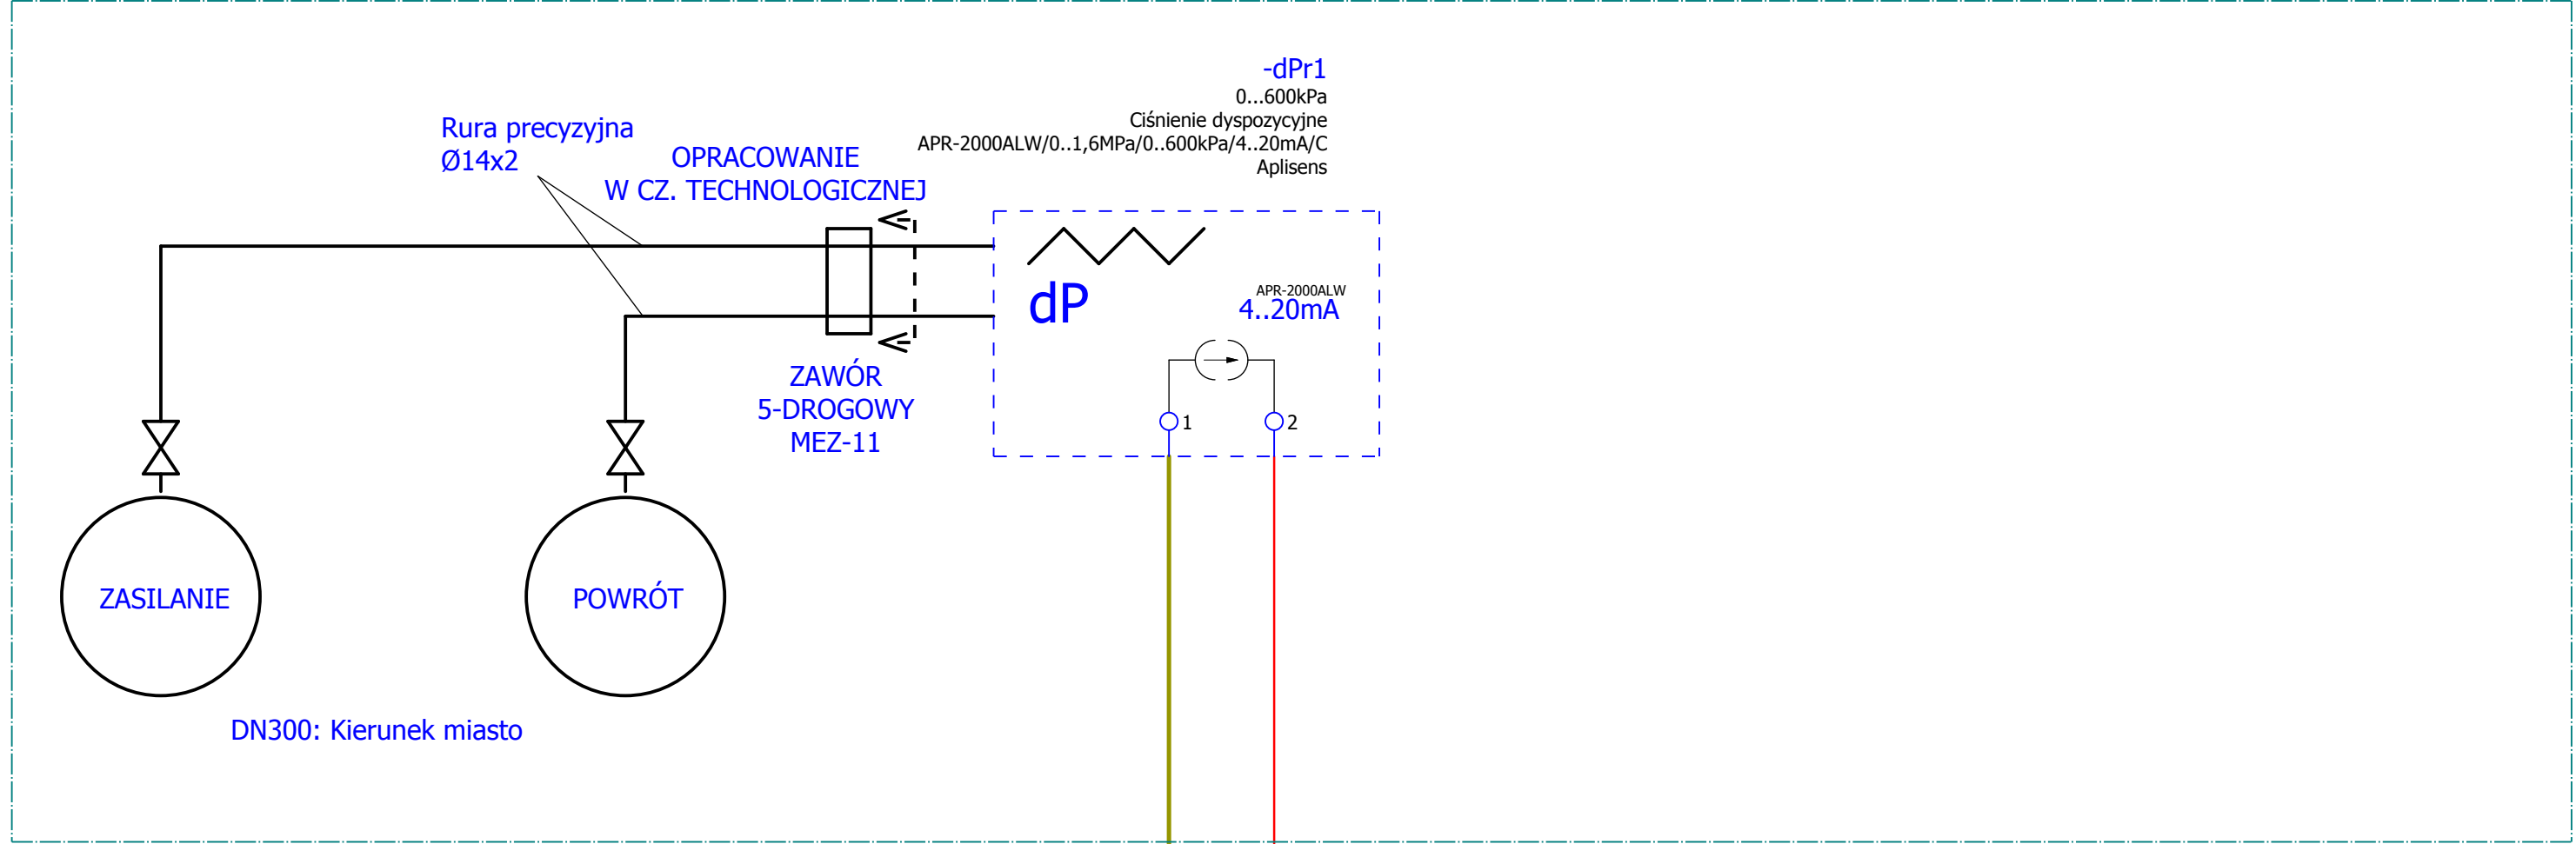 -dPr1
0...600kPa
Ciśnienie dyspozycyjne
APR-2000ALW/0..1,6MPa/0..600kPa/4..20mA/C
Aplisens
Rura precyzyjna
Ø14x2
OPRACOWANIE
W CZ. TECHNOLOGICZNEJ
dP
APR-2000ALW
4..20mA
ZAWÓR
5-DROGOWY
MEZ-11
1
2
ZASILANIE
POWRÓT
DN300: Kierunek miasto